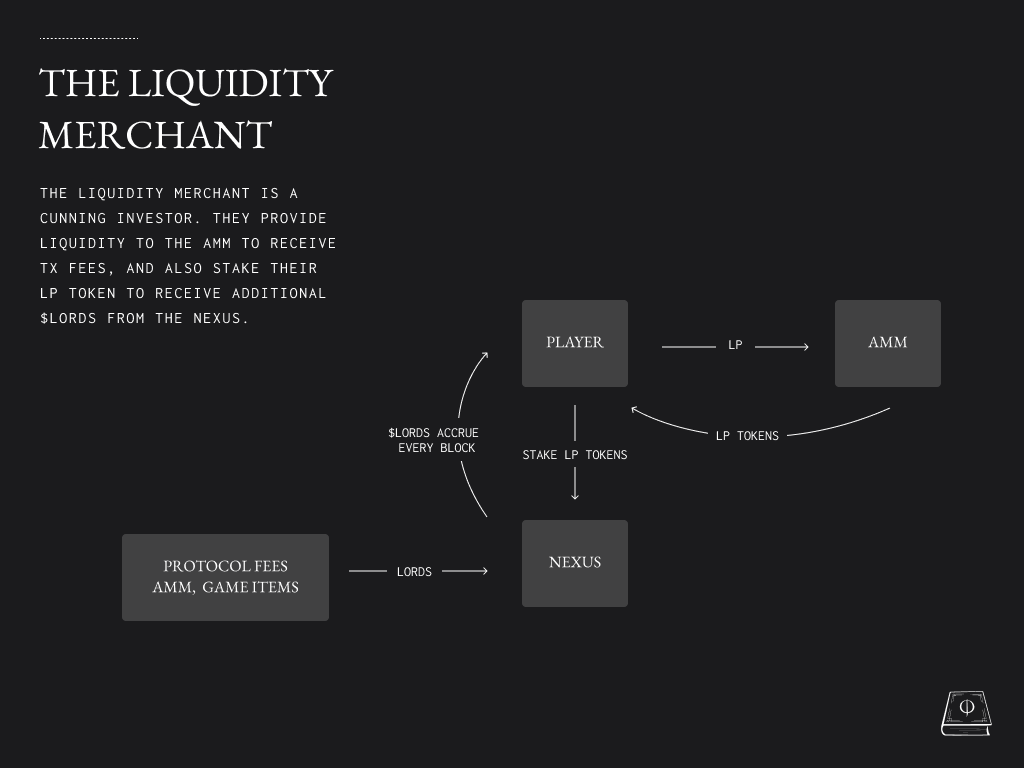 THE LIQUIDITY
MERCHANT
THE LIQUIDITY MERCHANT IS A
CUNNING INVESTOR. THEY PROVIDE
LIQUIDITY TO THE AMM TO RECEIVE
TX FEES, AND ALSO STAKE THEIR
LP TOKEN TO RECEIVE ADDITIONAL
$LORDS FROM THE NEXUS.
PLAYER
LP
AMM
$LORDS ACCRUE
EVERY BLOCK
STAKE LP TOKENS
LP TOKENS
PROTOCOL FEES
AMM, GAME ITEMS
LORDS
NEXUS